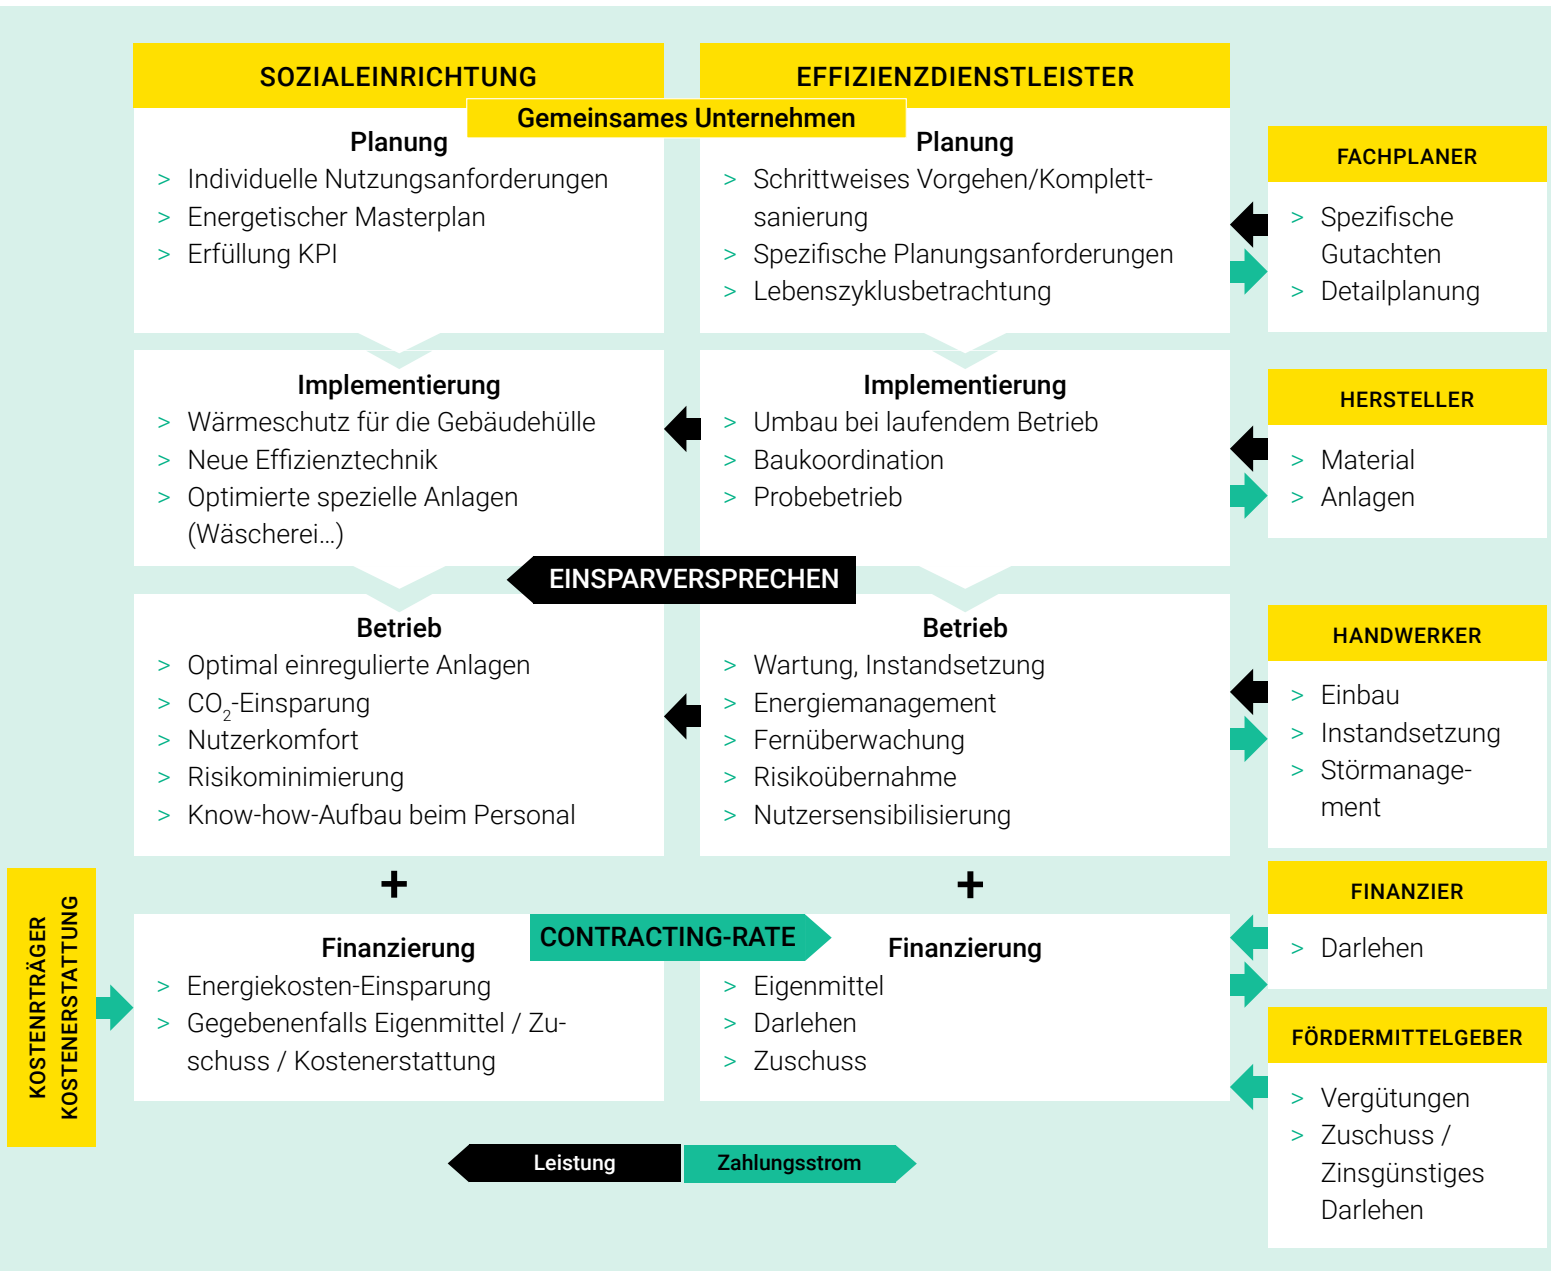 SOZIALEINRICHTUNG
EFFIZIENZDIENSTLEISTER
Gemeinsames Unternehmen
Planung
> Individuelle Nutzungsanforderungen
> Energetischer Masterplan
> Erfüllung KPI
Planung
> Schrittweises Vorgehen/Komplett-
sanierung
> Spezifische Planungsanforderungen
> Lebenszyklusbetrachtung
FACHPLANER
> Spezifische
Gutachten
> Detailplanung
Implementierung
> Wärmeschutz für die Gebäudehülle
> Neue Effizienztechnik
> Optimierte spezielle Anlagen
(Wäscherei...)
Implementierung
> Umbau bei laufendem Betrieb
> Baukoordination
> Probebetrieb
HERSTELLER
> Material
> Anlagen
EINSPARVERSPRECHEN
Betrieb
> Optimal einregulierte Anlagen
> CO₂-Einsparung
> Nutzerkomfort
> Risikominimierung
> Know-how-Aufbau beim Personal
Betrieb
> Wartung, Instandsetzung
> Energiemanagement
> Fernüberwachung
> Risikoübernahme
> Nutzersensibilisierung
HANDWERKER
> Einbau
> Instandsetzung
> Störmanage-
ment
+
+
KOSTENRTRÄGER
KOSTENERSTATTUNG
Finanzierung
> Energiekosten-Einsparung
> Gegebenenfalls Eigenmittel / Zu-
schuss / Kostenerstattung
CONTRACTING-RATE
Finanzierung
> Eigenmittel
> Darlehen
> Zuschuss
FINANZIER
> Darlehen
FÖRDERMITTELGEBER
> Vergütungen
> Zuschuss /
Zinsgünstiges
Darlehen
Leistung
Zahlungsstrom